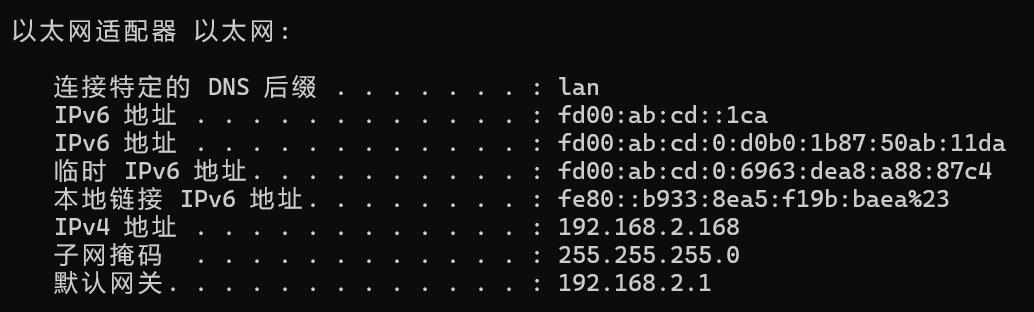 以太网适配器 以太网:
连接特定的 DNS 后缀 . . . . . . . : lan
IPv6 地址 . . . . . . . . . . . . : fd00:ab:cd::1ca
IPv6 地址 . . . . . . . . . . . . : fd00:ab:cd:0:d0b0:1b87:50ab:11da
临时 IPv6 地址. . . . . . . . . . : fd00:ab:cd:0:6963:dea8:a88:87c4
本地链接 IPv6 地址. . . . . . . . : fe80::b933:8ea5:f19b:baea%23
IPv4 地址 . . . . . . . . . . . . : 192.168.2.168
子网掩码  . . . . . . . . . . . . : 255.255.255.0
默认网关. . . . . . . . . . . . . : 192.168.2.1